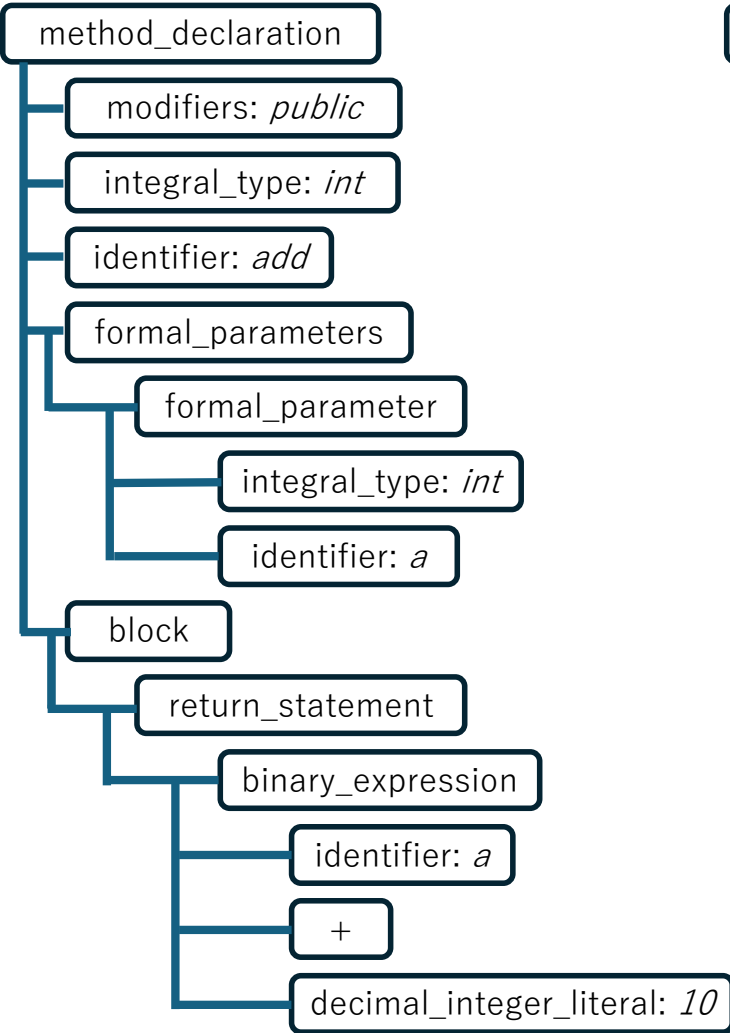 method_declaration
modifiers: public
integral_type: int
identifier: add
formal_parameters
formal_parameter
integral_type: int
identifier: a
block
return_statement
binary_expression
identifier: a
+
decimal_integer_literal: 10